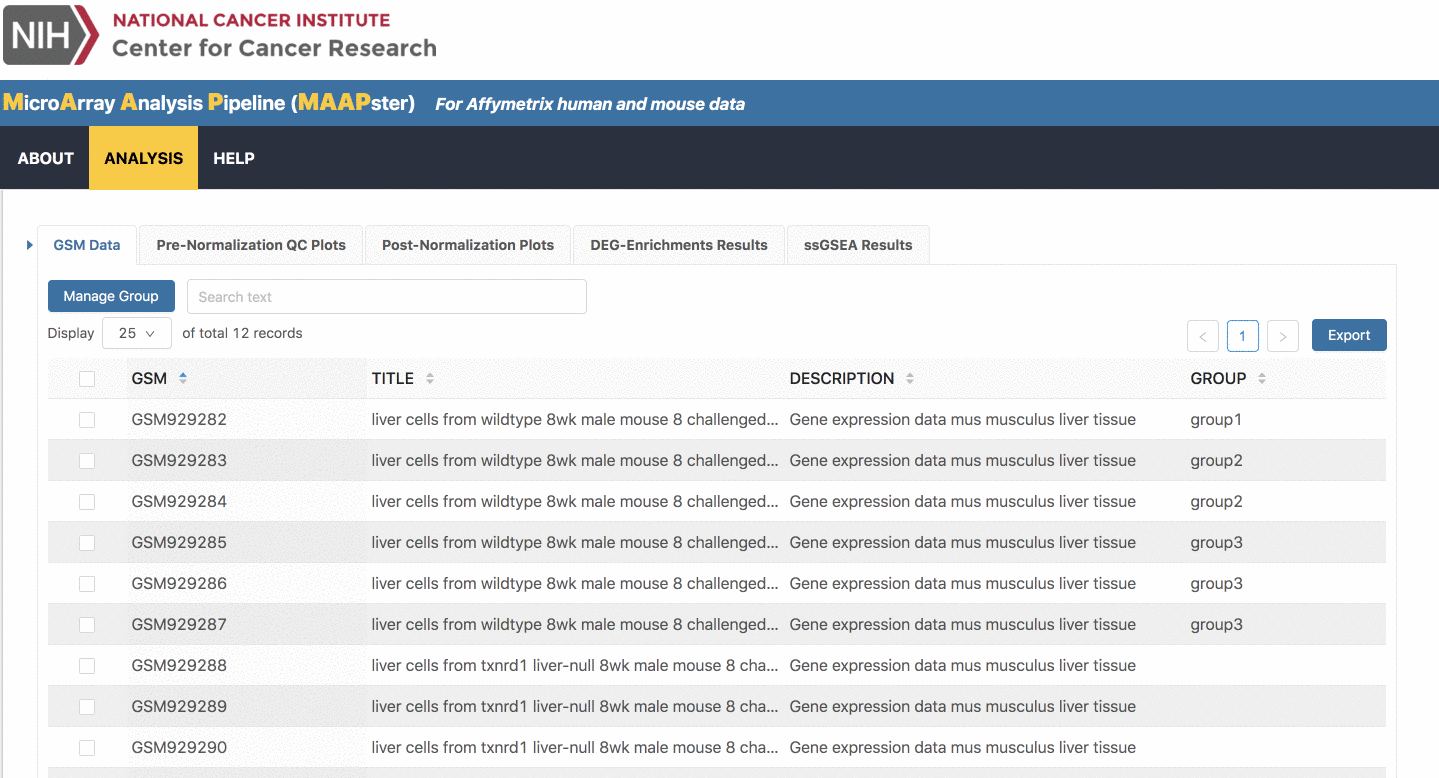 NIH NATIONAL CANCER INSTITUTE
Center for Cancer Research
MicroArray Analysis Pipeline (MAAPster) For Affymetrix human and mouse data
ABOUT ANALYSIS HELP
GSM Data Pre-Normalization QC Plots Post-Normalization Plots DEG-Enrichments Results ssGSEA Results
Manage Group Search text
Display 25 of total 12 records < 1 > Export
GSM TITLE DESCRIPTION GROUP
GSM929282 liver cells from wildtype 8wk male mouse 8 challenged... Gene expression data mus musculus liver tissue group1
GSM929283 liver cells from wildtype 8wk male mouse 8 challenged... Gene expression data mus musculus liver tissue group2
GSM929284 liver cells from wildtype 8wk male mouse 8 challenged... Gene expression data mus musculus liver tissue group2
GSM929285 liver cells from wildtype 8wk male mouse 8 challenged... Gene expression data mus musculus liver tissue group3
GSM929286 liver cells from wildtype 8wk male mouse 8 challenged... Gene expression data mus musculus liver tissue group3
GSM929287 liver cells from wildtype 8wk male mouse 8 challenged... Gene expression data mus musculus liver tissue group3
GSM929288 liver cells from txnrd1 liver-null 8wk male mouse 8 cha... Gene expression data mus musculus liver tissue
GSM929289 liver cells from txnrd1 liver-null 8wk male mouse 8 cha... Gene expression data mus musculus liver tissue
GSM929290 liver cells from txnrd1 liver-null 8wk male mouse 8 cha... Gene expression data mus musculus liver tissue